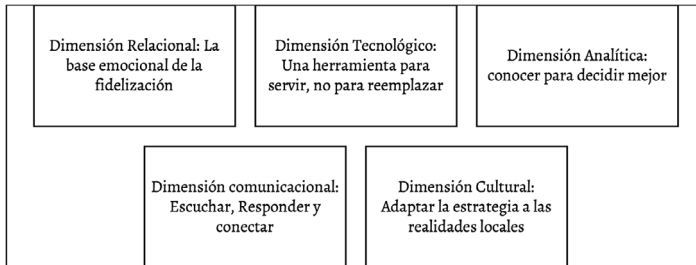 Dimensión Relacional: La
base emocional de la
fidelización
Dimensión Tecnológico:
Una herramienta para
servir, no para reemplazar
Dimensión Analítica:
conocer para decidir mejor
Dimensión comunicacional:
Escuchar, Responder y
conectar
Dimensión Cultural:
Adaptar la estrategia a las
realidades locales